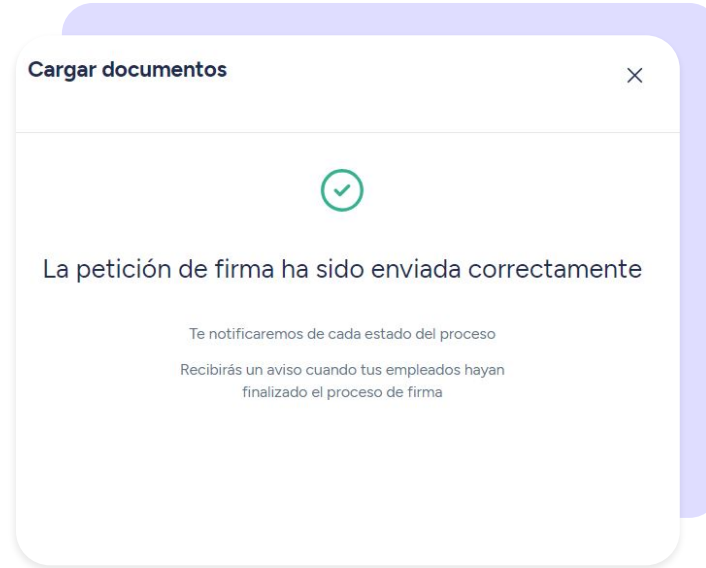 Cargar documentos
La petición de firma ha sido enviada correctamente
Te notificaremos de cada estado del proceso
Recibirás un aviso cuando tus empleados hayan
finalizado el proceso de firma